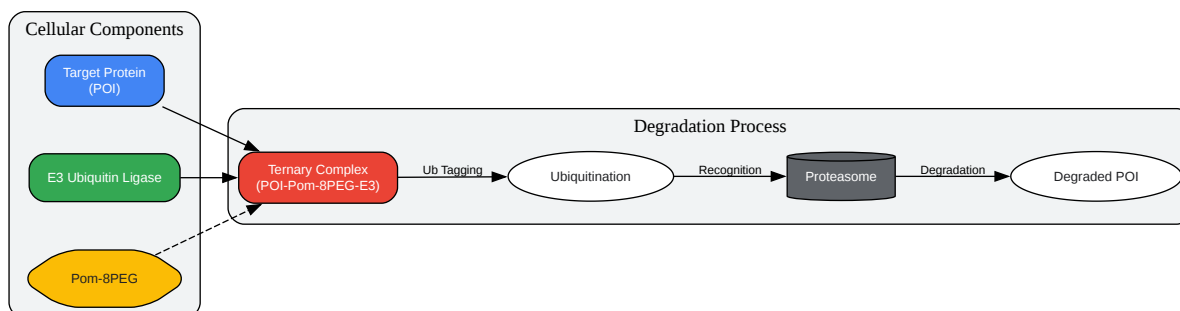 Cellular Components
Target Protein
(POI)
E3 Ubiquitin Ligase
Pom-8PEG
Degradation Process
Ternary Complex
(POI-Pom-8PEG-E3)
Ub Tagging
Ubiquitination
Recognition
Proteasome
Degradation
Degraded POI